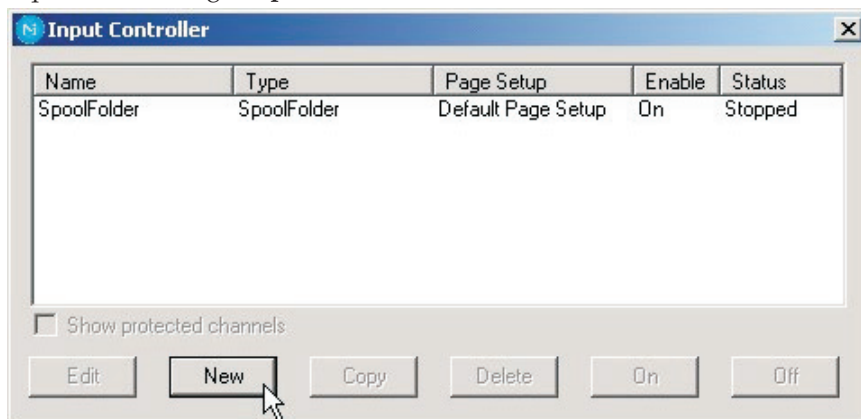 Input Controller
Name Type Page Setup Enable Status
SpoolFolder SpoolFolder Default Page Setup On Stopped
Show protected channels
Edit New Copy Delete On Off